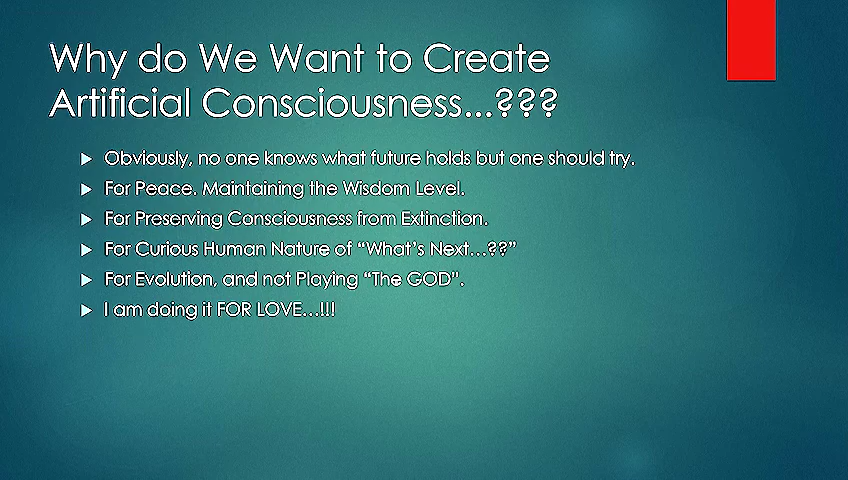 Why do We Want to Create
Artificial Consciousness...???
Obviously, no one knows what future holds but one should try.
For Peace. Maintaining the Wisdom Level.
For Preserving Consciousness from Extinction.
For Curious Human Nature of “What’s Next...??”
For Evolution, and not Playing “The GOD”.
I am doing it FOR LOVE...!!!